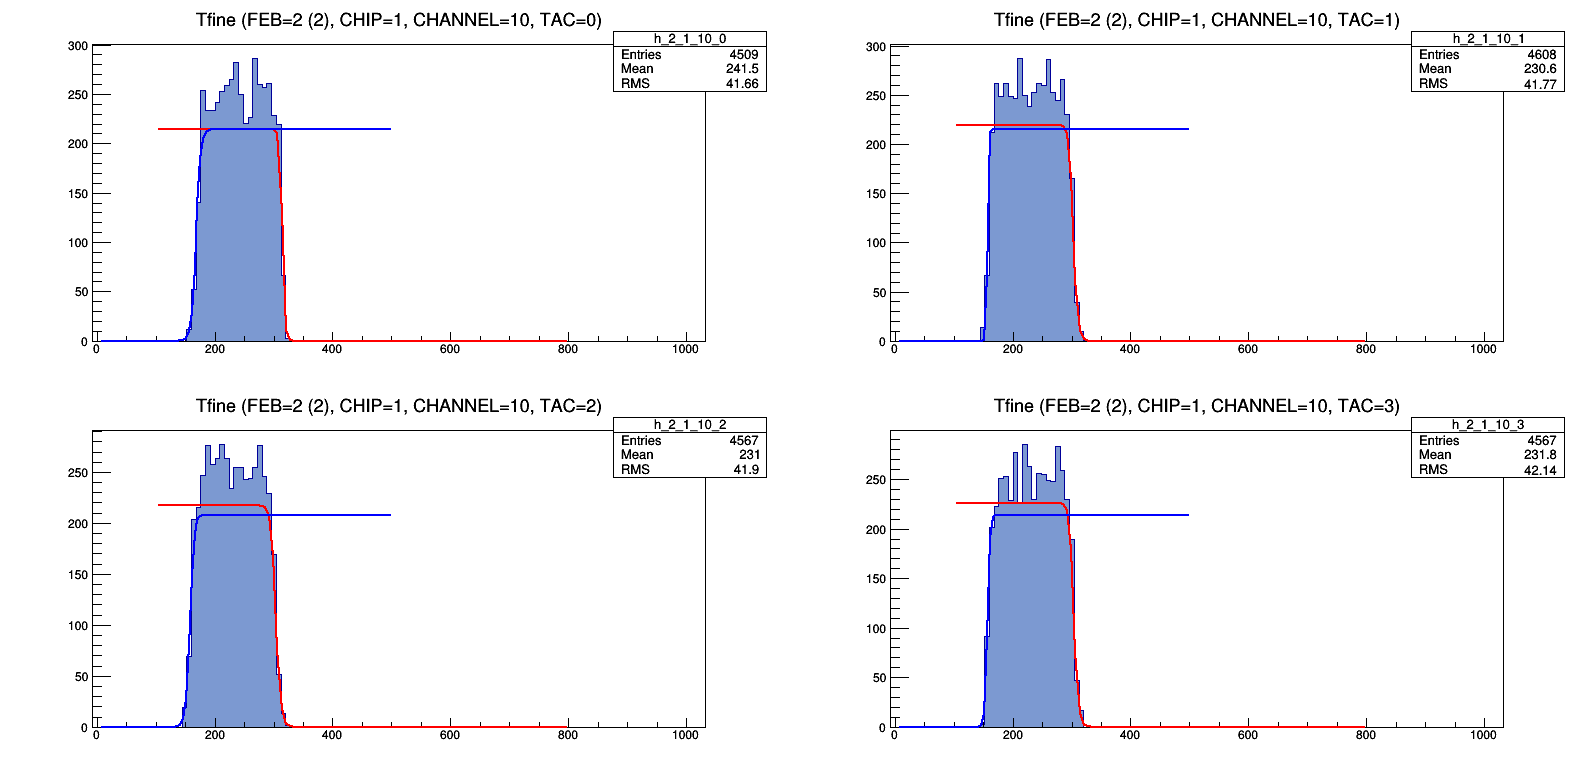 Tfine (FEB=2 (2), CHIP=1, CHANNEL=10, TAC=0)
h_2_1_10_0
Entries 4509
Mean 241.5
RMS 41.66
300
250
200
150
100
50
0
0 200 400 600 800 1000
Tfine (FEB=2 (2), CHIP=1, CHANNEL=10, TAC=1)
h_2_1_10_1
Entries 4608
Mean 230.6
RMS 41.77
300
250
200
150
100
50
0
0 200 400 600 800 1000
Tfine (FEB=2 (2), CHIP=1, CHANNEL=10, TAC=2)
h_2_1_10_2
Entries 4567
Mean 231
RMS 41.9
250
200
150
100
50
0
0 200 400 600 800 1000
Tfine (FEB=2 (2), CHIP=1, CHANNEL=10, TAC=3)
h_2_1_10_3
Entries 4567
Mean 231.8
RMS 42.14
250
200
150
100
50
0
0 200 400 600 800 1000